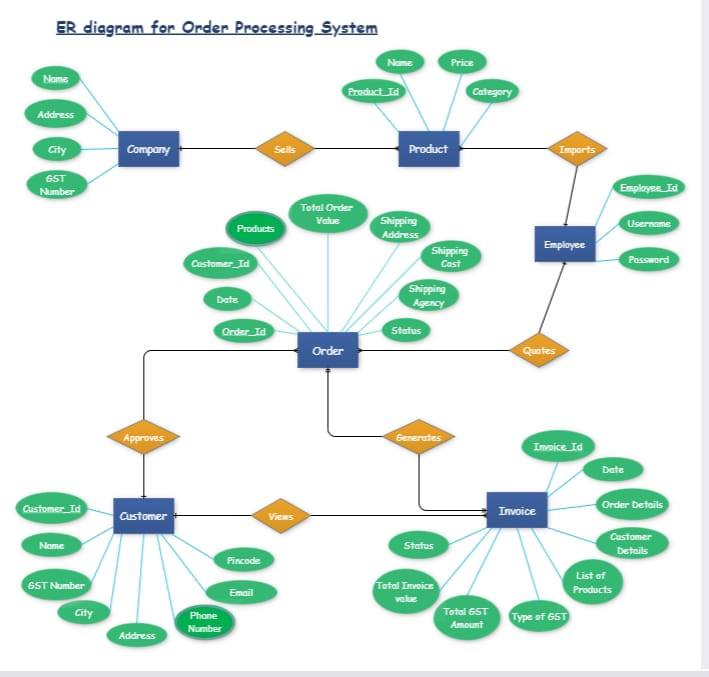 ER diagram for Order Processing System
Name
Price
Name
Product_Id
Category
Address
City
Company
Sells
Product
Imports
GST
Number
Employee_Id
Total Order
Value
Products
Shipping
Address
Username
Employee
Shipping
Cost
Customer_Id
Password
Shipping
Agency
Date
Order_Id
Status
Order
Quotes
Approves
Generates
Invoice_Id
Date
Customer_Id
Order Details
Customer
Views
Invoice
Name
Status
Customer
Details
Pincode
GST Number
Total Invoice
value
List of
Products
Email
City
Phone
Number
Total GST
Amount
Type of GST
Address